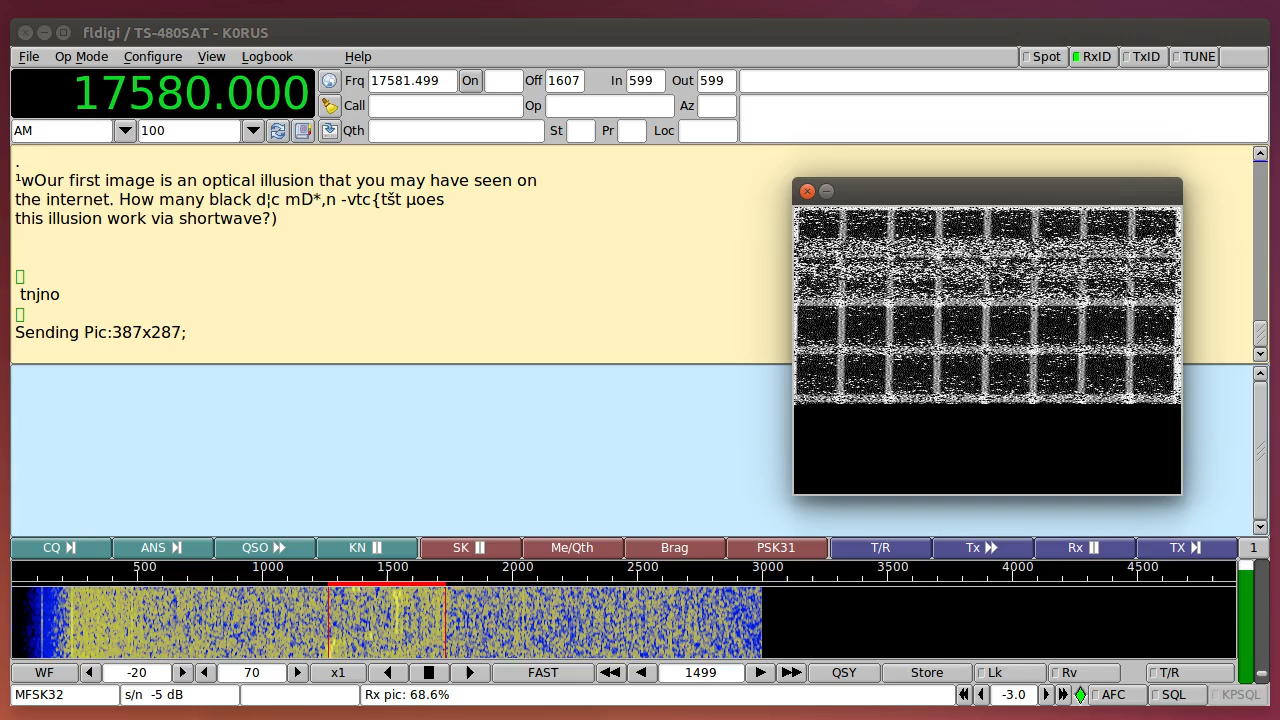 fldigi / TS-480SAT - K0RUS
File Op Mode Configure View Logbook Help Spot RxID TxID TUNE
17580.000 Frq 17581.499 On Off 1607 In 599 Out 599
Call Op Az
AM 100 Qth St Pr Loc
.
¹wOur first image is an optical illusion that you may have seen on
the internet. How many black d¦c mD*,n -vtc{tšt µoes
this illusion work via shortwave?)
tnjno
Sending Pic:387x287;
CQ ANS QSO KN SK Me/Qth Brag PSK31 T/R Tx Rx TX 1
500 1000 1500 2000 2500 3000 3500 4000 4500
WF -20 70 x1 FAST 1499 QSY Store Lk Rv T/R
MFSK32 s/n -5 dB Rx pic: 68.6% -3.0 AFC SQL KPSQL